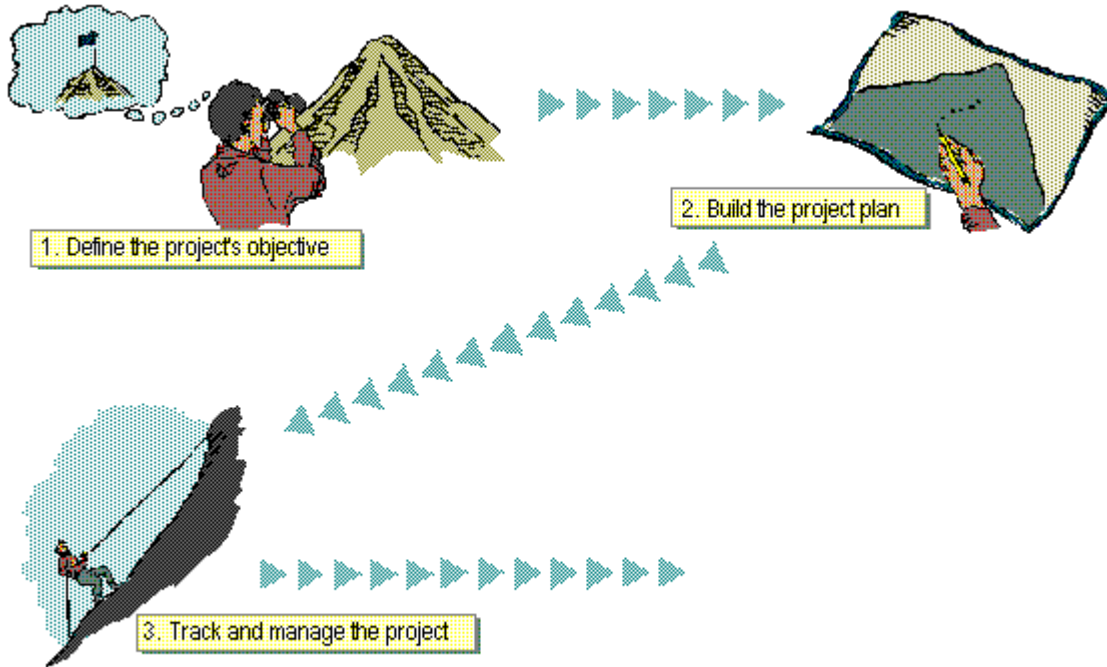 1. Define the project's objective
2. Build the project plan
3. Track and manage the project